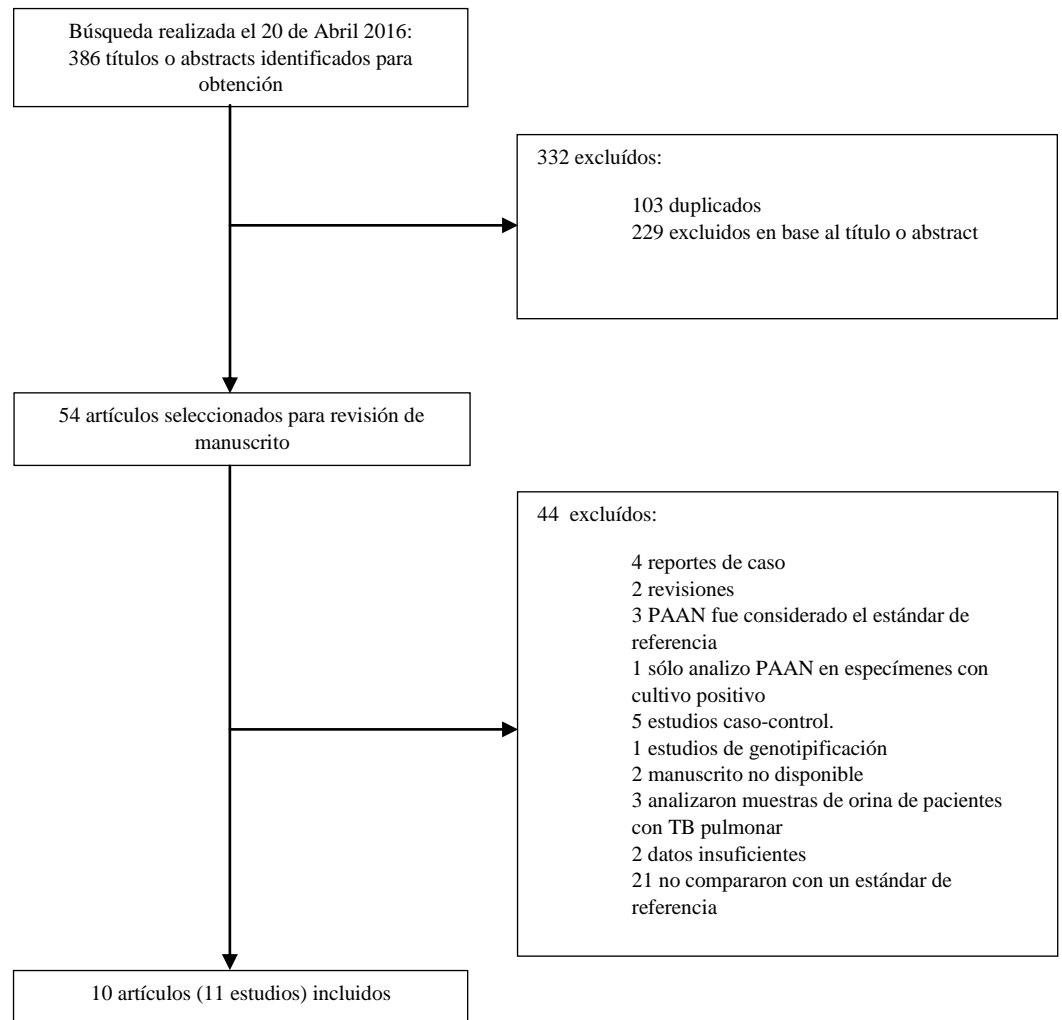 Búsqueda realizada el 20 de Abril 2016:
386 títulos o abstracts identificados para
obtención
332 excluídos:
103 duplicados
229 excluidos en base al título o abstract
54 artículos seleccionados para revisión de
manuscrito
44 excluídos:
4 reportes de caso
2 revisiones
3 PAAN fue considerado el estándar de
referencia
1 sólo analizo PAAN en especímenes con
cultivo positivo
5 estudios caso-control.
1 estudios de genotipificación
2 manuscrito no disponible
3 analizaron muestras de orina de pacientes
con TB pulmonar
2 datos insuficientes
21 no compararon con un estándar de
referencia
10 artículos (11 estudios) incluidos